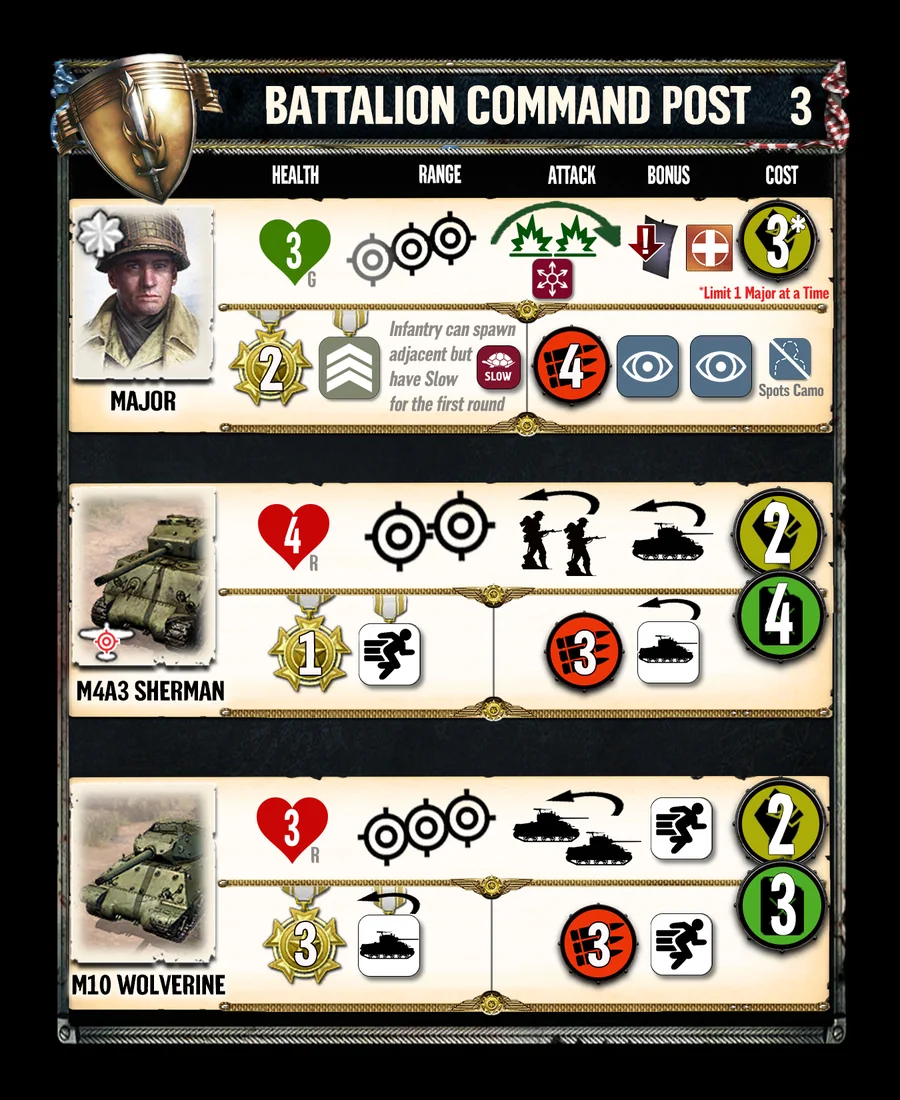 BATTALION COMMAND POST 3
HEALTH RANGE ATTACK BONUS COST
3 G 3*
*Limit 1 Major at a Time
MAJOR
2
Infantry can spawn
adjacent but
have Slow
for the first round
SLOW
4
Spots Camo
4 R 2
4
M4A3 SHERMAN
1 3
3 R 2
3
M10 WOLVERINE
3 3